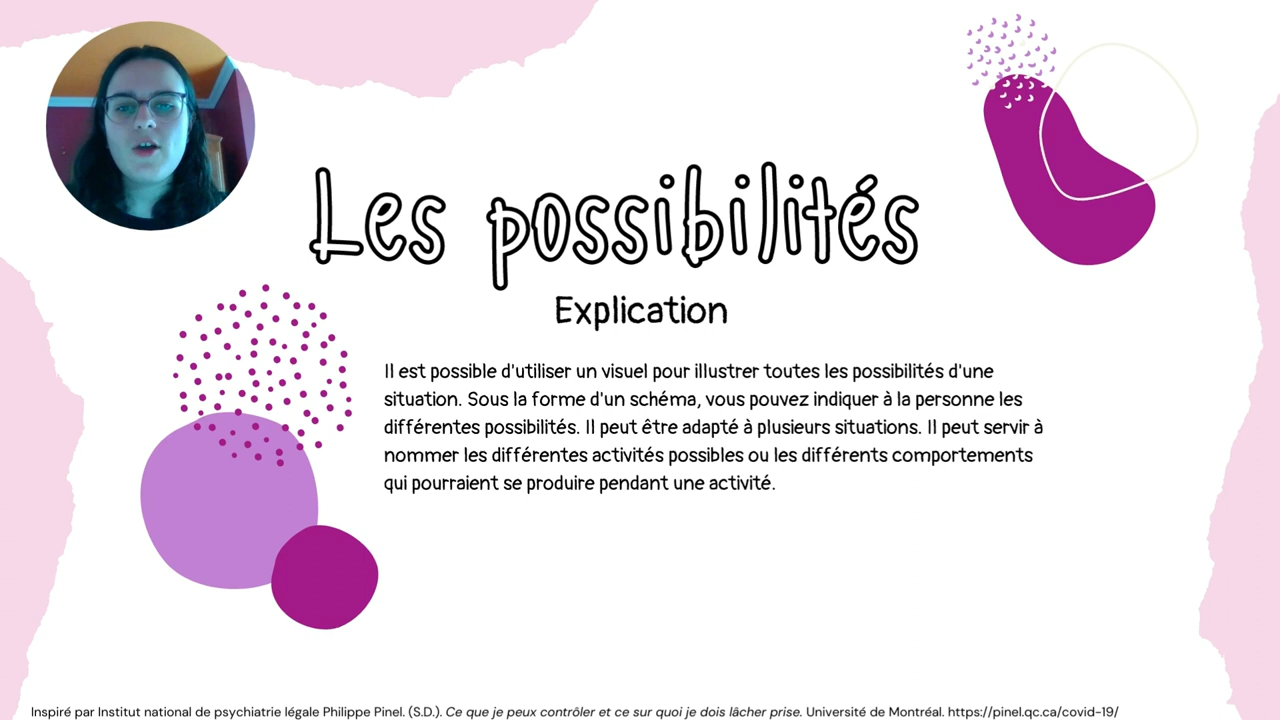 Les possibilités
Explication
Il est possible d'utiliser un visuel pour illustrer toutes les possibilités d'une
situation. Sous la forme d'un schéma, vous pouvez indiquer à la personne les
différentes possibilités. Il peut être adapté à plusieurs situations. Il peut servir à
nommer les différentes activités possibles ou les différents comportements
qui pourraient se produire pendant une activité.
Inspiré par Institut national de psychiatrie légale Philippe Pinel. (S.D.). Ce que je peux contrôler et ce sur quoi je dois lâcher prise. Université de Montréal. https://pinel.qc.ca/covid-19/